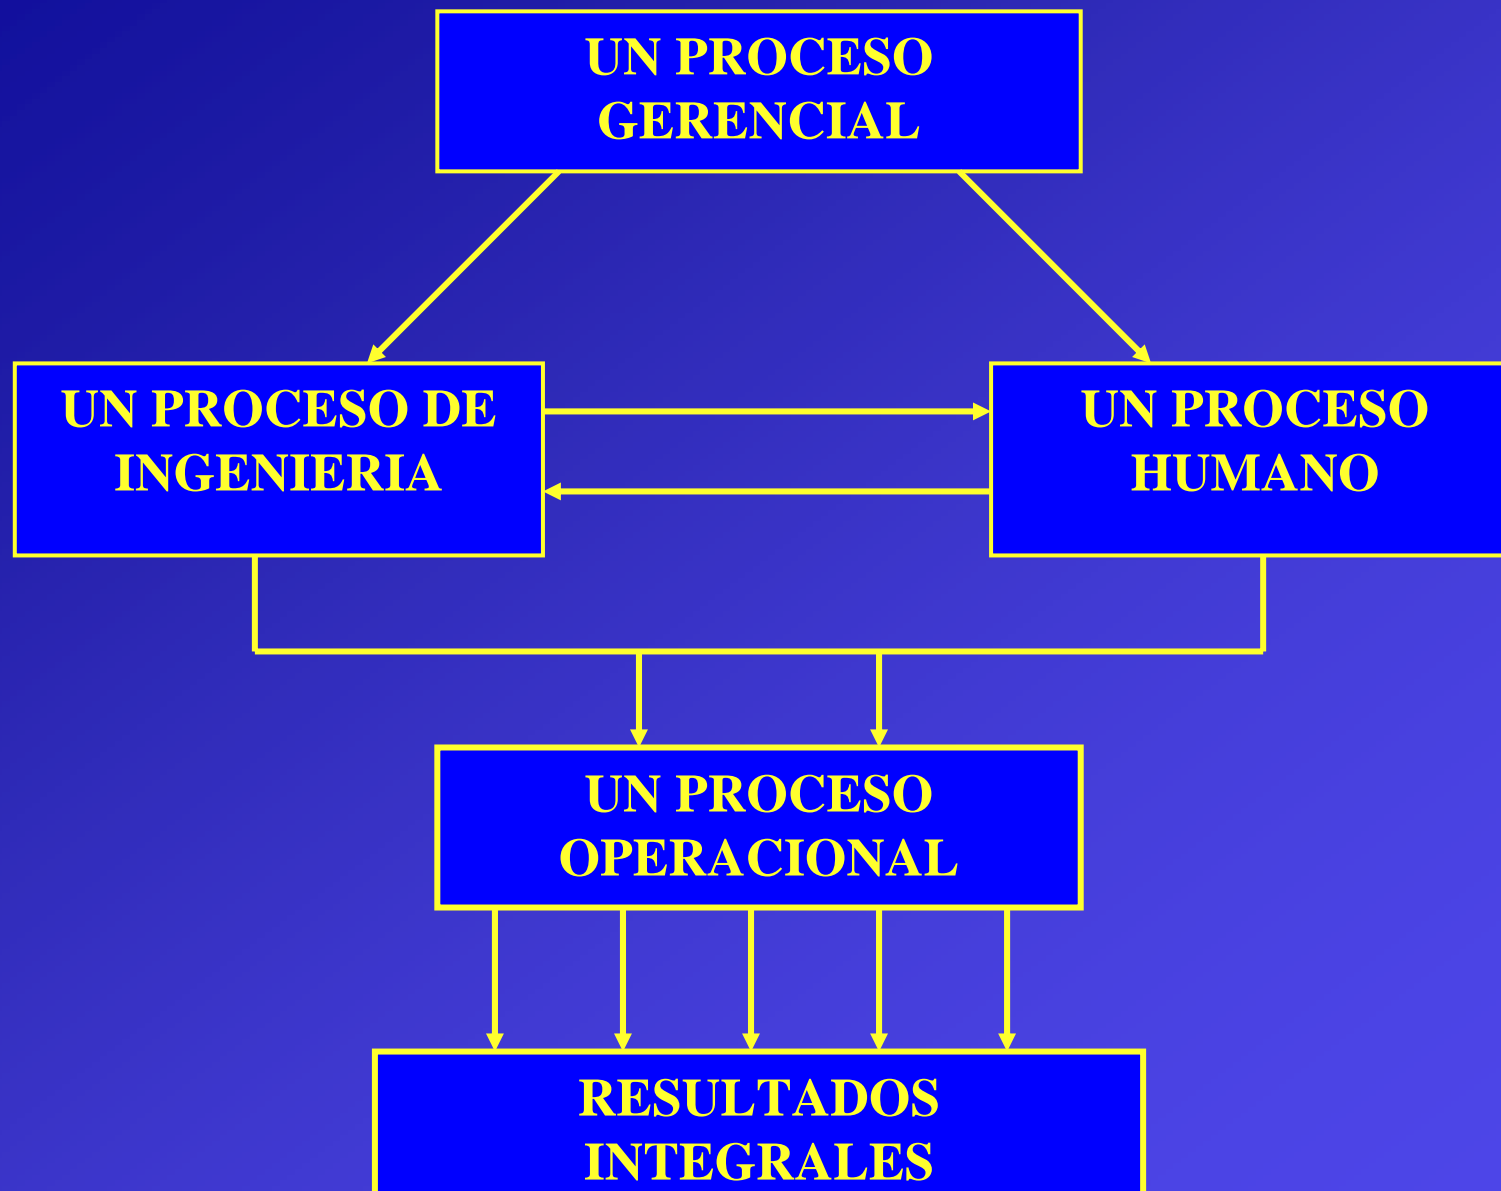 UN PROCESO
GERENCIAL
UN PROCESO DE
INGENIERIA
UN PROCESO
HUMANO
UN PROCESO
OPERACIONAL
RESULTADOS
INTEGRALES